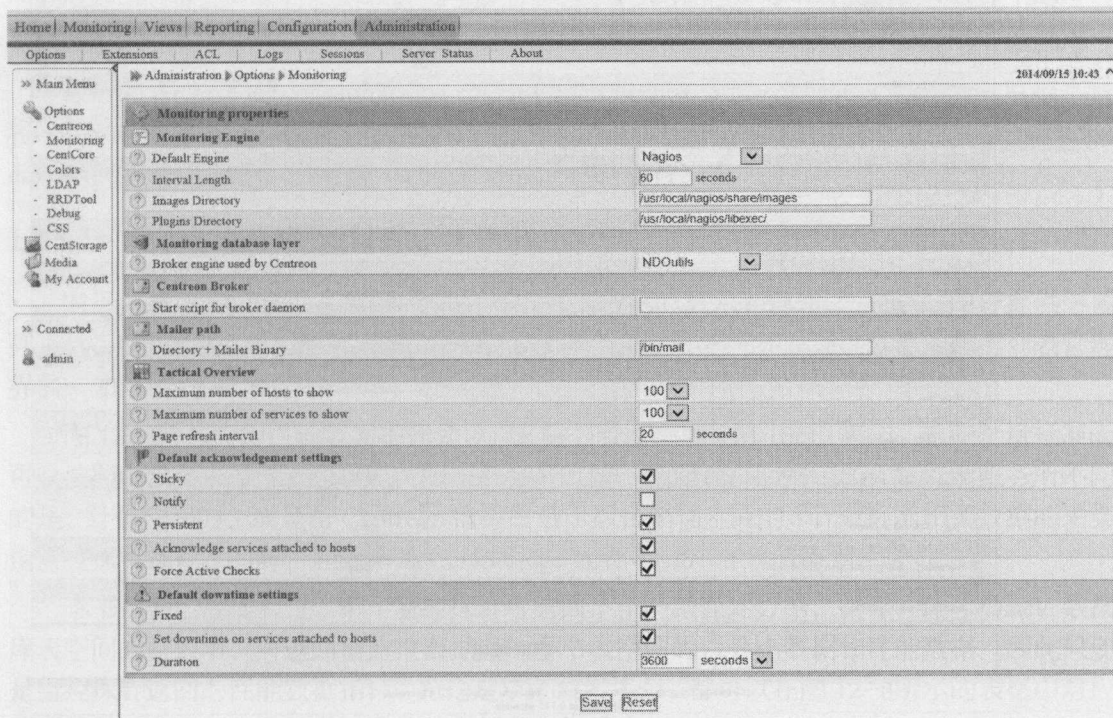 Home| Monitoring| Views| Reporting| Configuration| Administration
Options | Extensions | ACL | Logs | Sessions | Server Status | About
Main Menu
Options
- Centreon
- Monitoring
- CentCore
- Colors
- LDAP
- RRDTool
- Debug
- CSS
CentStorage
Media
My Account
Connected
admin
Administration Options Monitoring 2014/09/15 10:43
Monitoring properties
Monitoring Engine
Default Engine Nagios
Interval Length 60 seconds
Images Directory /usr/local/nagios/share/images
Plugins Directory /usr/local/nagios/libexec/
Monitoring database layer
Broker engine used by Centreon NDOutils
Centreon Broker
Start script for broker daemon
Mailer path
Directory + Mailer Binary /bin/mail
Tactical Overview
Maximum number of hosts to show 100
Maximum number of services to show 100
Page refresh interval 20 seconds
Default acknowledgement settings
Sticky
Notify
Persistent
Acknowledge services attached to hosts
Force Active Checks
Default downtime settings
Fixed
Set downtimes on services attached to hosts
Duration 3600 seconds
Save Reset